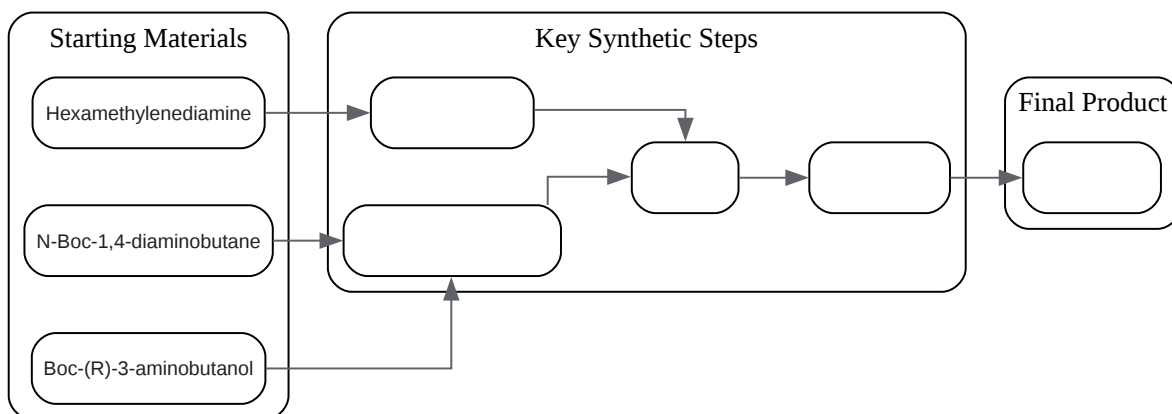 Starting Materials
Key Synthetic Steps
Final Product
Hexamethylenediamine
N-Boc-1,4-diaminobutane
Boc-(R)-3-aminobutanol